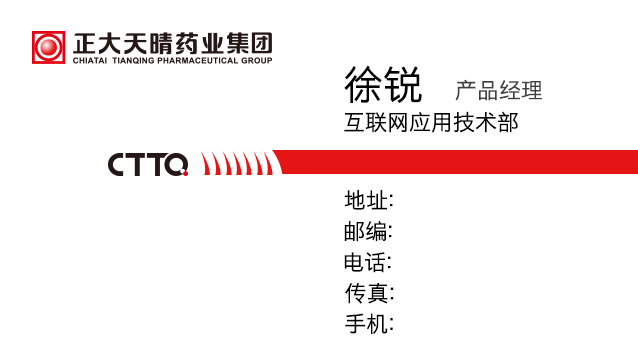 正大天晴药业集团
CHIATAI TIANQING PHARMACEUTICAL GROUP
徐锐 产品经理
互联网应用技术部
CTTQ
地址:
邮编:
电话:
传真:
手机: